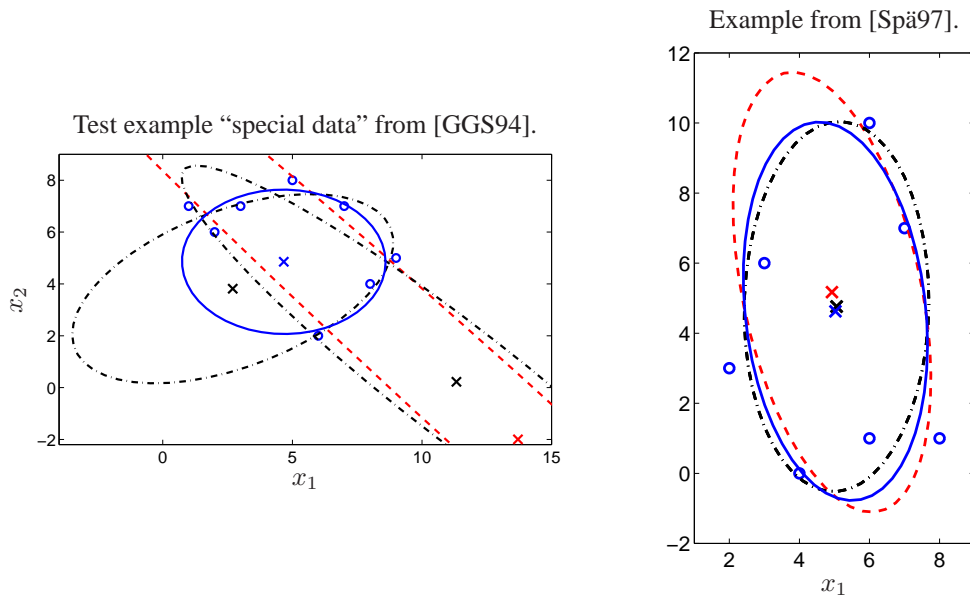 Test example “special data” from [GGS94].
8
6
4
2
0
−2
x₂
0 5 10 15
x₁
Example from [Spä97].
12
10
8
6
4
2
0
−2
2 4 6 8
x₁